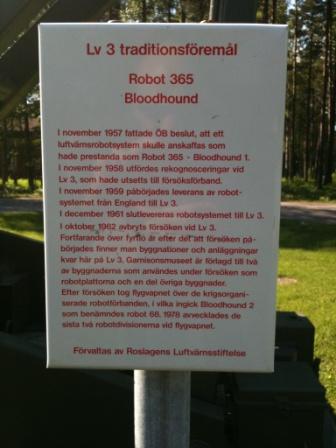 Lv 3 traditionsföremål
Robot 365
Bloodhound
I november 1957 fattade ÖB beslut, att ett
luftvärnsrobotsystem skulle anskaffas som
hade prestanda som Robot 365 - Bloodhound 1.
I november 1958 utfördes rekognosceringar vid
Lv 3, som hade utsetts till försöksförband.
I november 1959 påbörjades leverans av robot-
systemet från England till Lv 3.
I december 1961 slutlevereras robotsystemet till Lv 3.
I oktober 1962 avbryts försöken vid Lv 3.
Fortfarande över fyrtio år efter det att försöken på-
börjades finner man byggnationer och anläggningar
kvar här på Lv 3. Garnisonsmuseet är förlagd till två
av byggnaderna som användes under försöken som
robotplattorna och en del övriga byggnader.
Efter försöken tog flygvapnet över de krigsorgani-
serade robotförbanden, i vilka ingick Bloodhound 2
som benämndes robot 68. 1978 avvecklades de
sista två robotdivisionerna vid flygvapnet.
Förvaltas av Roslagens Luftvärnsstiftelse